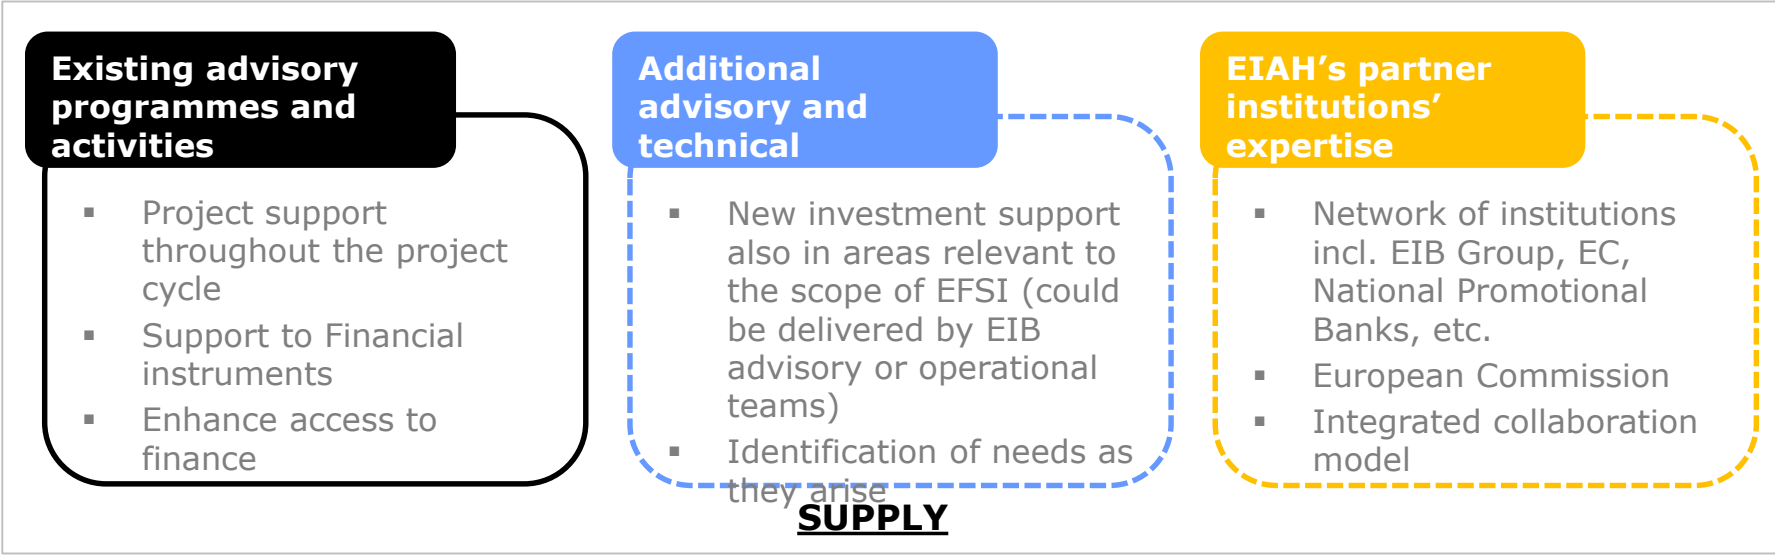 Existing advisory
programmes and
activities
▪ Project support
throughout the project
cycle
▪ Support to Financial
instruments
▪ Enhance access to
finance
Additional
advisory and
technical
▪ New investment support
also in areas relevant to
the scope of EFSI (could
be delivered by EIB
advisory or operational
teams)
▪ Identification of needs as
they arise
EIAH’s partner
institutions’
expertise
▪ Network of institutions
incl. EIB Group, EC,
National Promotional
Banks, etc.
▪ European Commission
▪ Integrated collaboration
model
SUPPLY